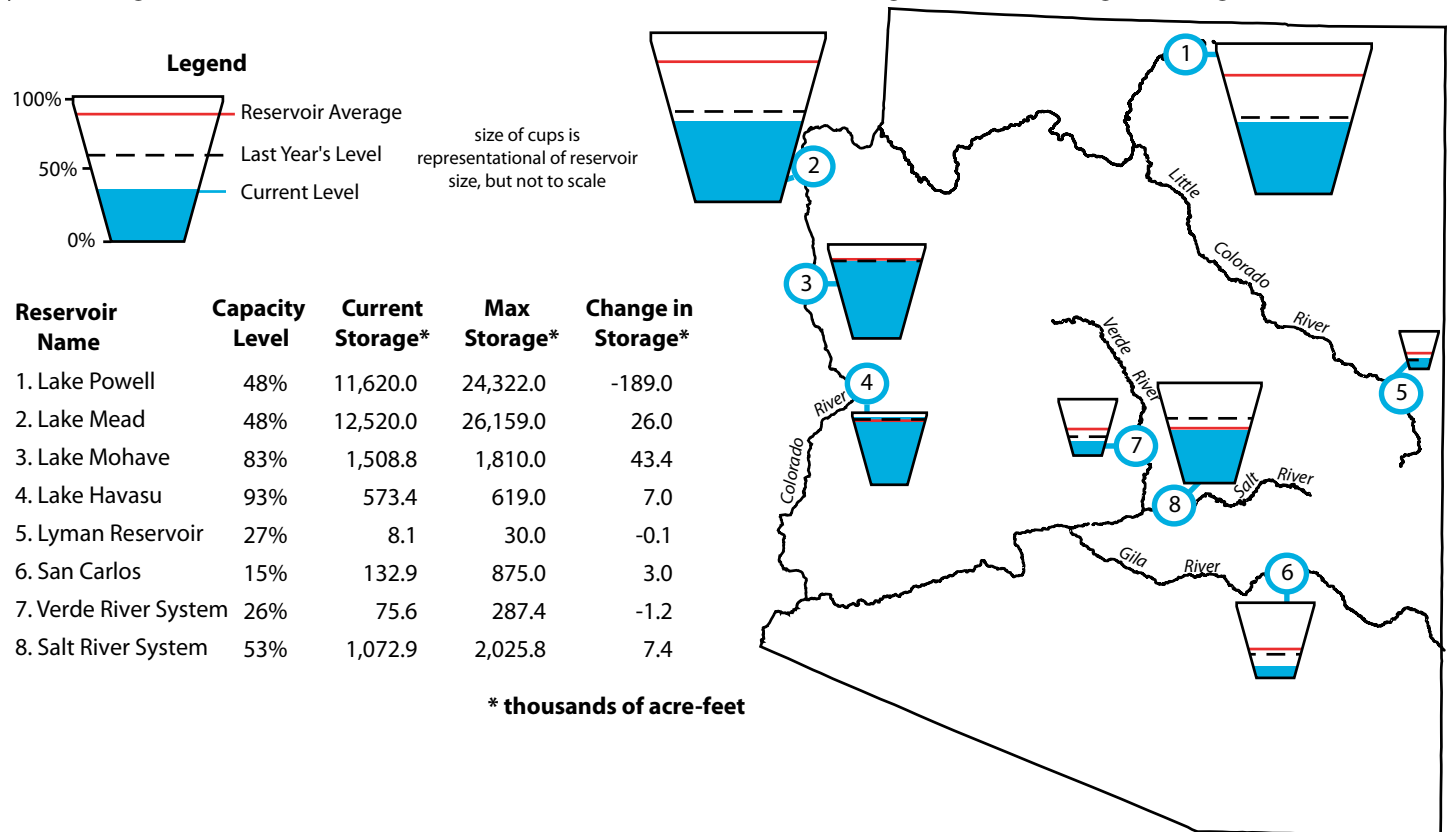 Legend
100%
50%
0%
Reservoir Average
Last Year's Level
Current Level
size of cups is
representational of reservoir
size, but not to scale
Reservoir Name Capacity Level Current Storage* Max Storage* Change in Storage*
1. Lake Powell 48% 11,620.0 24,322.0 -189.0
2. Lake Mead 48% 12,520.0 26,159.0 26.0
3. Lake Mohave 83% 1,508.8 1,810.0 43.4
4. Lake Havasu 93% 573.4 619.0 7.0
5. Lyman Reservoir 27% 8.1 30.0 -0.1
6. San Carlos 15% 132.9 875.0 3.0
7. Verde River System 26% 75.6 287.4 -1.2
8. Salt River System 53% 1,072.9 2,025.8 7.4
* thousands of acre-feet
1
2
3
4
5
6
7
8
Little
Colorado
River
Verde
River
Colorado
River
Salt
River
Gila
River